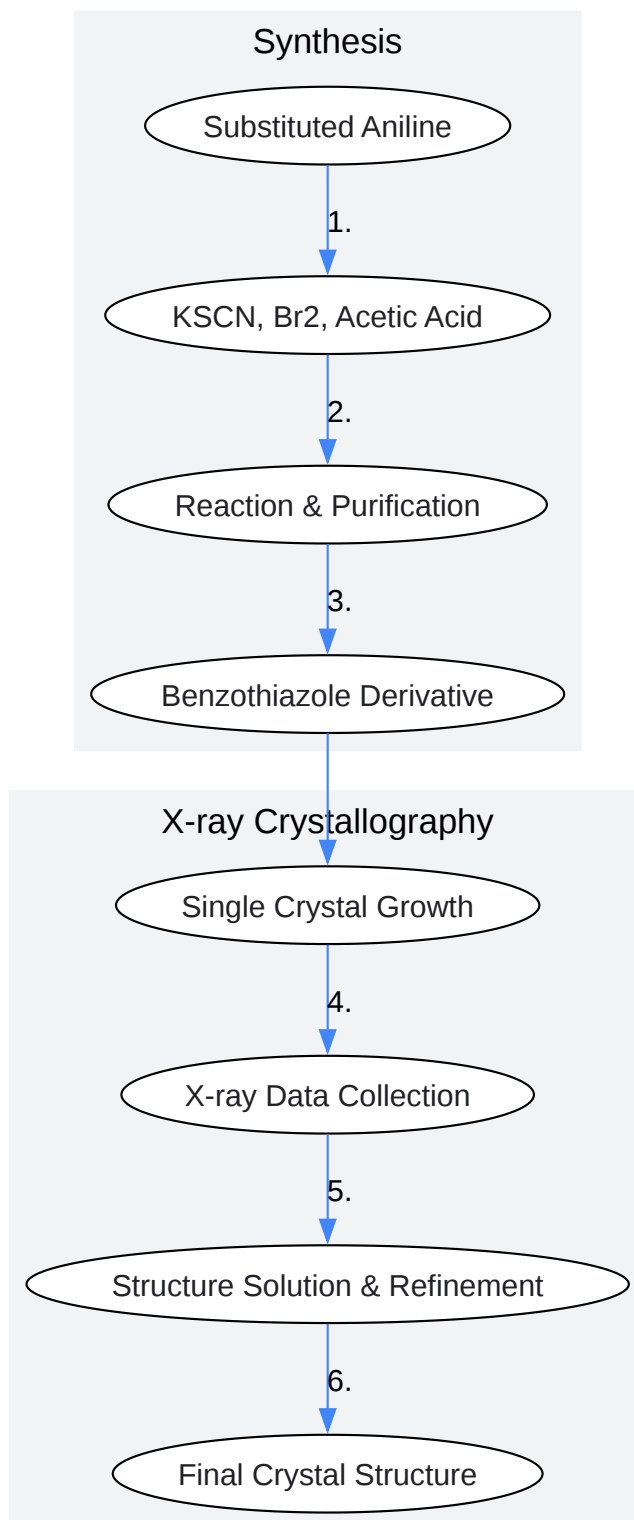 Synthesis
Substituted Aniline
1.
KSCN, Br2, Acetic Acid
2.
Reaction & Purification
3.
Benzothiazole Derivative
X-ray Crystallography
Single Crystal Growth
4.
X-ray Data Collection
5.
Structure Solution & Refinement
6.
Final Crystal Structure